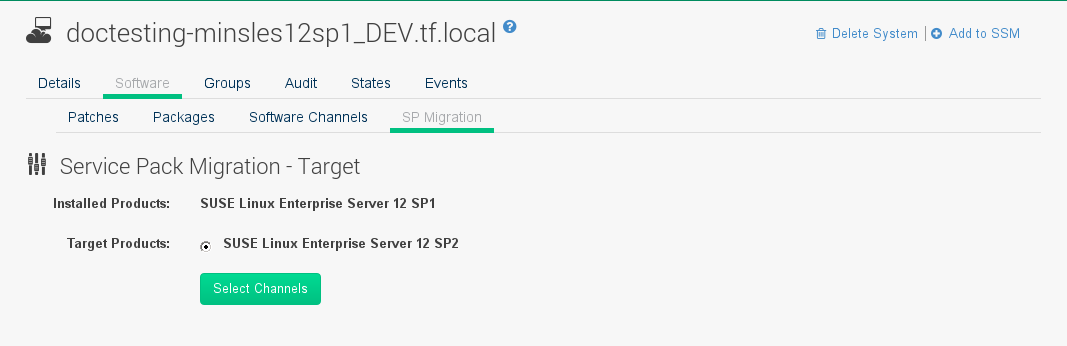 doctesting-minsles12sp1_DEV.tf.local ?
Delete System | Add to SSM
Details Software Groups Audit States Events
Patches Packages Software Channels SP Migration
Service Pack Migration - Target
Installed Products: SUSE Linux Enterprise Server 12 SP1
Target Products: SUSE Linux Enterprise Server 12 SP2
Select Channels